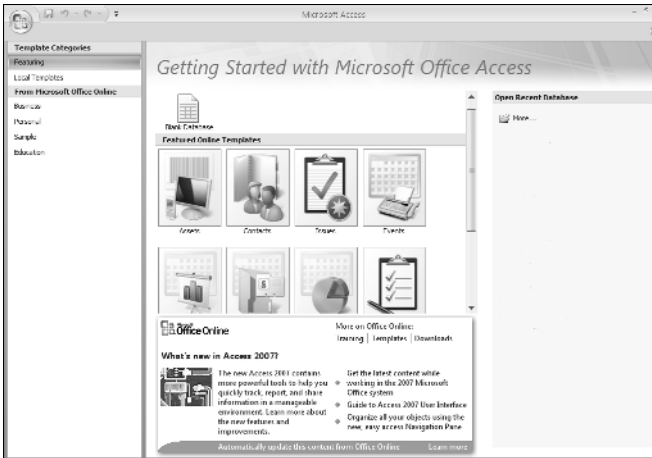 Microsoft Access
Template Categories
Featuring
Local Templates
From Microsoft Office Online
Business
Personal
Sample
Education
Getting Started with Microsoft Office Access
Blank Database
Featured Online Templates
Assets
Contacts
Issues
Events
Open Recent Database
More...
Office Online
More on Office Online:
Training | Templates | Downloads
What's new in Access 2007?
The new Access 2007 contains
more powerful tools to help you
quickly track, report, and share
information in a manageable
environment. Learn more about
the new features and
improvements.
Get the latest content while
working in the 2007 Microsoft
Office system
Guide to Access 2007 User Interface
Organize all your objects using the
new, easy access Navigation Pane
Automatically update this content from Office Online
Learn more